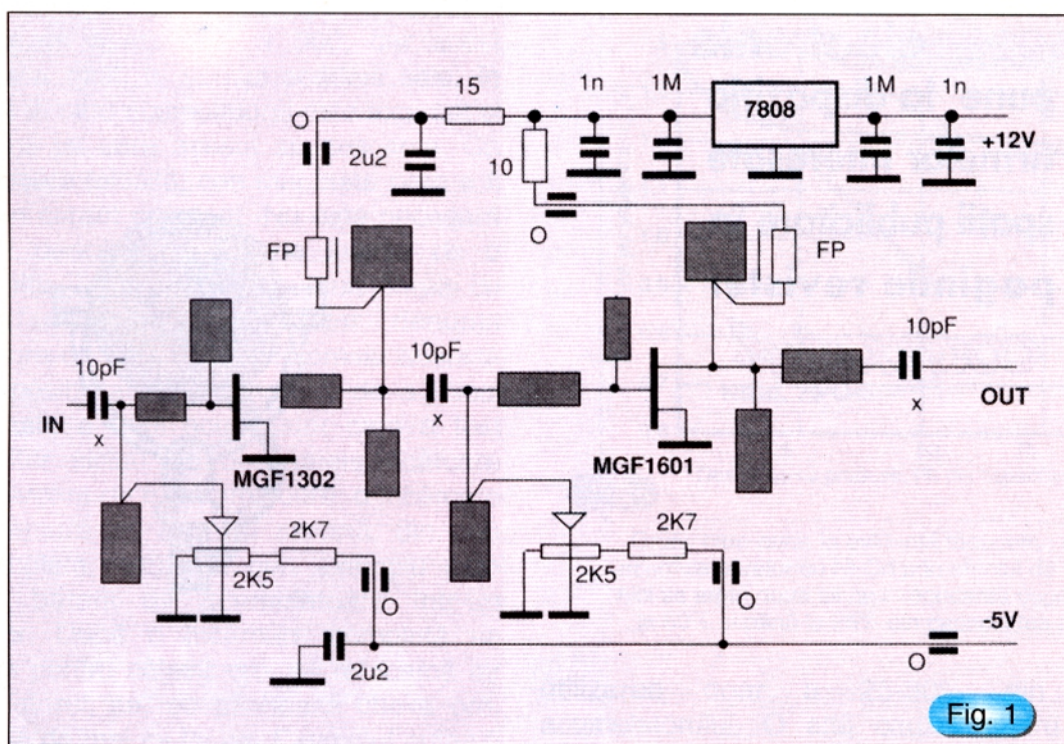 15
1n
1M
7808
1M
1n
+12V
O
2u2
10
O
FP
FP
10pF
10pF
10pF
IN
x
x
x
OUT
MGF1302
MGF1601
2K7
2K7
2K5
2K5
O
O
-5V
O
2u2
Fig. 1